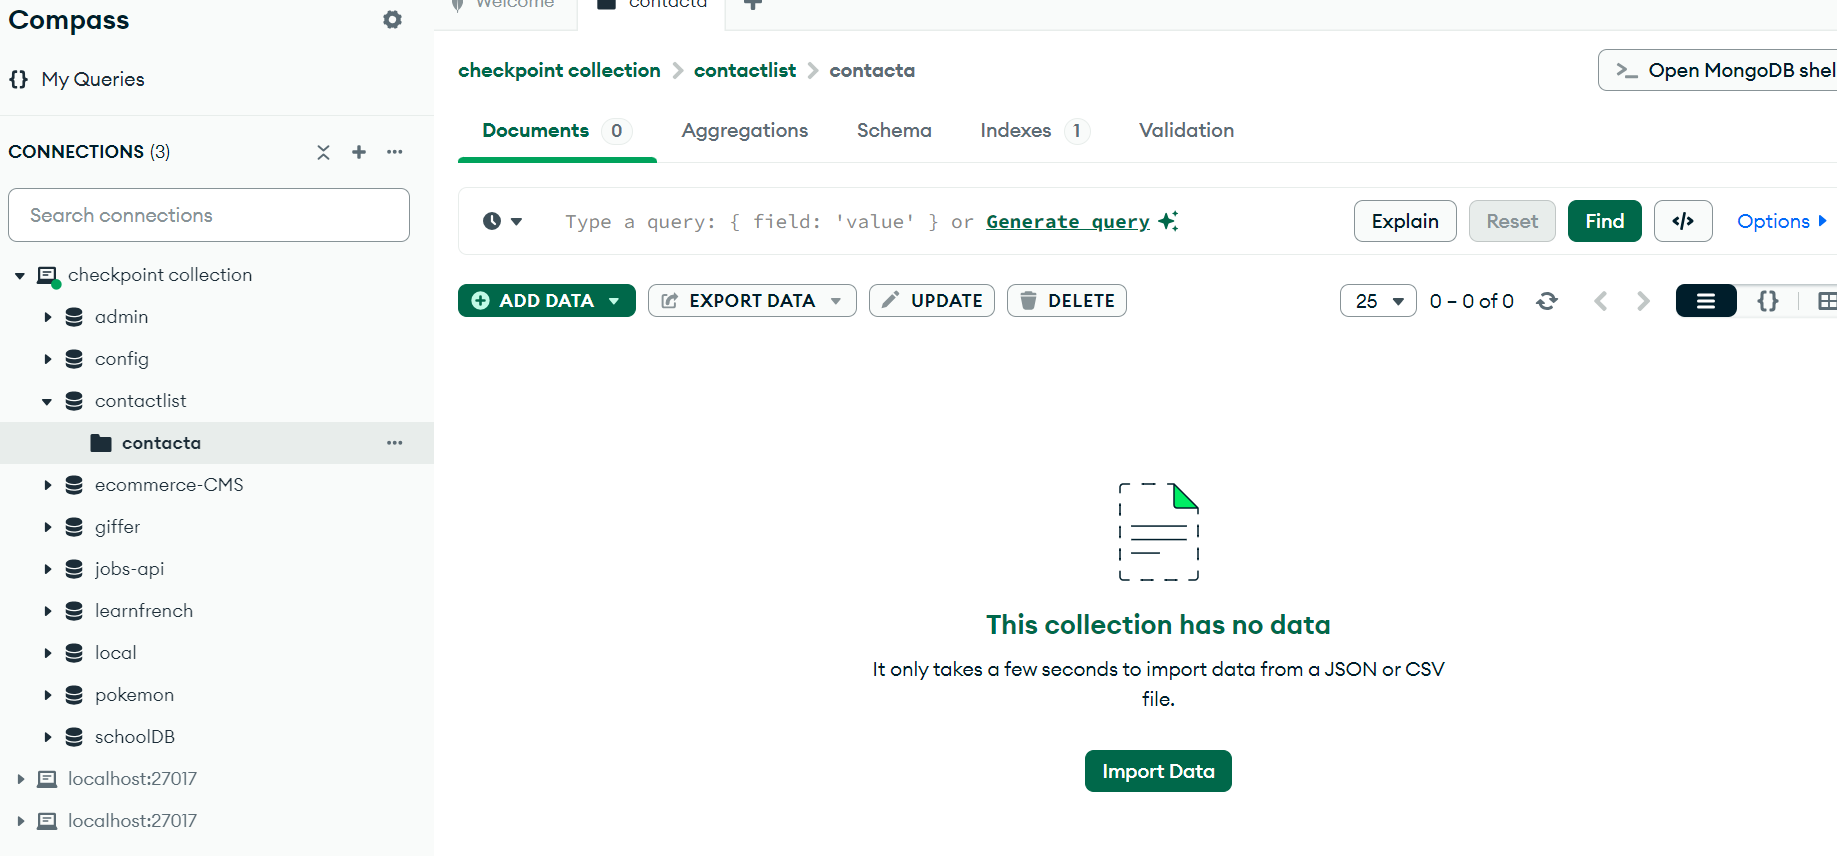 Compass
My Queries
CONNECTIONS (3)
Search connections
checkpoint collection
admin
config
contactlist
contacta
ecommerce-CMS
giffer
jobs-api
learnfrench
local
pokemon
schoolDB
localhost:27017
localhost:27017
Welcome
contacta
checkpoint collection > contactlist > contacta
>_ Open MongoDB shel
Documents 0 Aggregations Schema Indexes 1 Validation
Type a query: { field: 'value' } or Generate query
Explain Reset Find </> Options
ADD DATA EXPORT DATA UPDATE DELETE
25 0 – 0 of 0 {}
This collection has no data
It only takes a few seconds to import data from a JSON or CSV
file.
Import Data